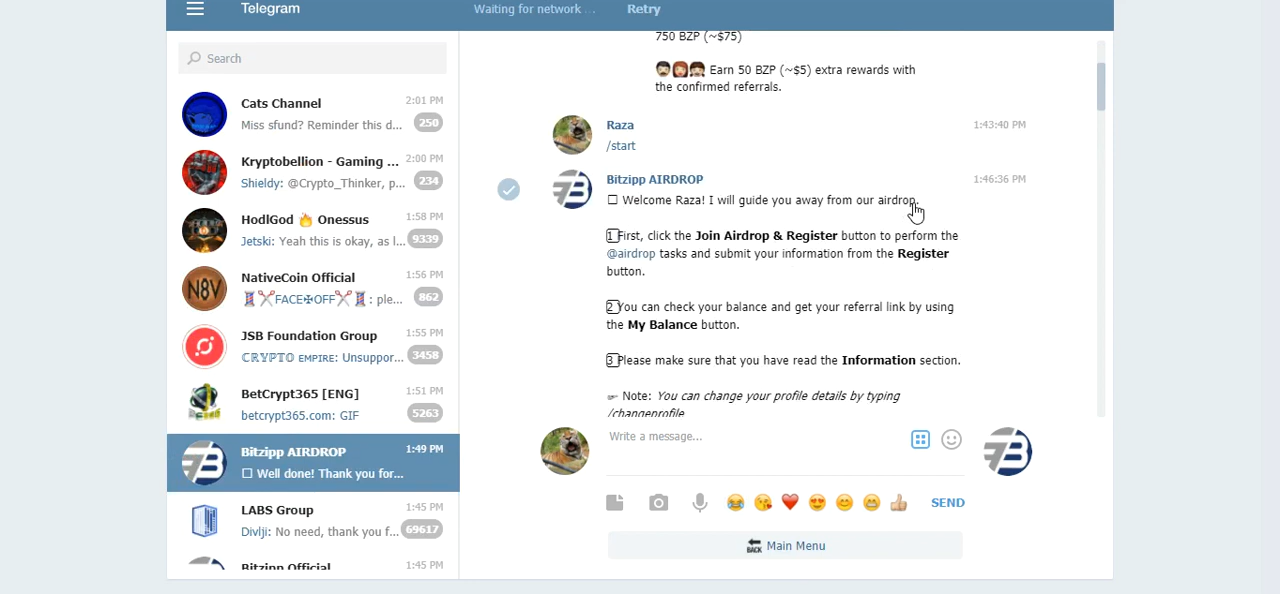 Telegram
Waiting for network ...
Retry
Search
Cats Channel
2:01 PM
Miss sfund? Reminder this d...
250
Kryptobellion - Gaming ...
2:00 PM
Shieldy: @Crypto_Thinker, p...
234
HodlGod 🔥 Onessus
1:58 PM
Jetski: Yeah this is okay, as l...
9339
NativeCoin Official
1:56 PM
🧵✂️FACE✠OFF✂️🧵: ple...
862
JSB Foundation Group
1:55 PM
ℂℝ𝕐ℙ𝕋𝕆 ᴇᴍᴘɪʀᴇ: Unsuppor...
3458
BetCrypt365 [ENG]
1:51 PM
betcrypt365.com: GIF
5263
Bitzipp AIRDROP
1:49 PM
☐ Well done! Thank you for...
LABS Group
1:45 PM
Divlji: No need, thank you f...
69617
Bitzipp Official
1:45 PM
750 BZP (~$75)
👨🏻👩🏻👧🏻 Earn 50 BZP (~$5) extra rewards with
the confirmed referrals.
Raza
1:43:40 PM
/start
Bitzipp AIRDROP
1:46:36 PM
☐ Welcome Raza! I will guide you away from our airdrop.
1 First, click the Join Airdrop & Register button to perform the
@airdrop tasks and submit your information from the Register
button.
2 You can check your balance and get your referral link by using
the My Balance button.
3 Please make sure that you have read the Information section.
☞ Note: You can change your profile details by typing
/changeprofile
Write a message...
SEND
BACK Main Menu